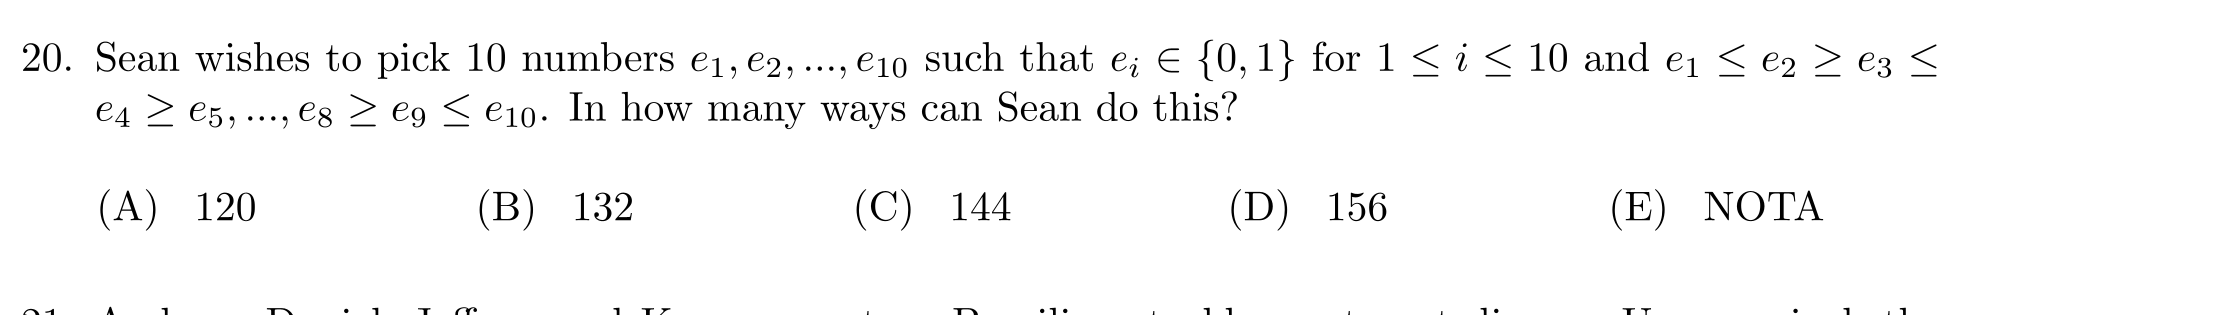 20. Sean wishes to pick 10 numbers e₁, e₂, ..., e₁₀ such that eᵢ ∈ {0, 1} for 1 ≤ i ≤ 10 and e₁ ≤ e₂ ≥ e₃ ≤
e₄ ≥ e₅, ..., e₈ ≥ e₉ ≤ e₁₀. In how many ways can Sean do this?
(A) 120 (B) 132 (C) 144 (D) 156 (E) NOTA